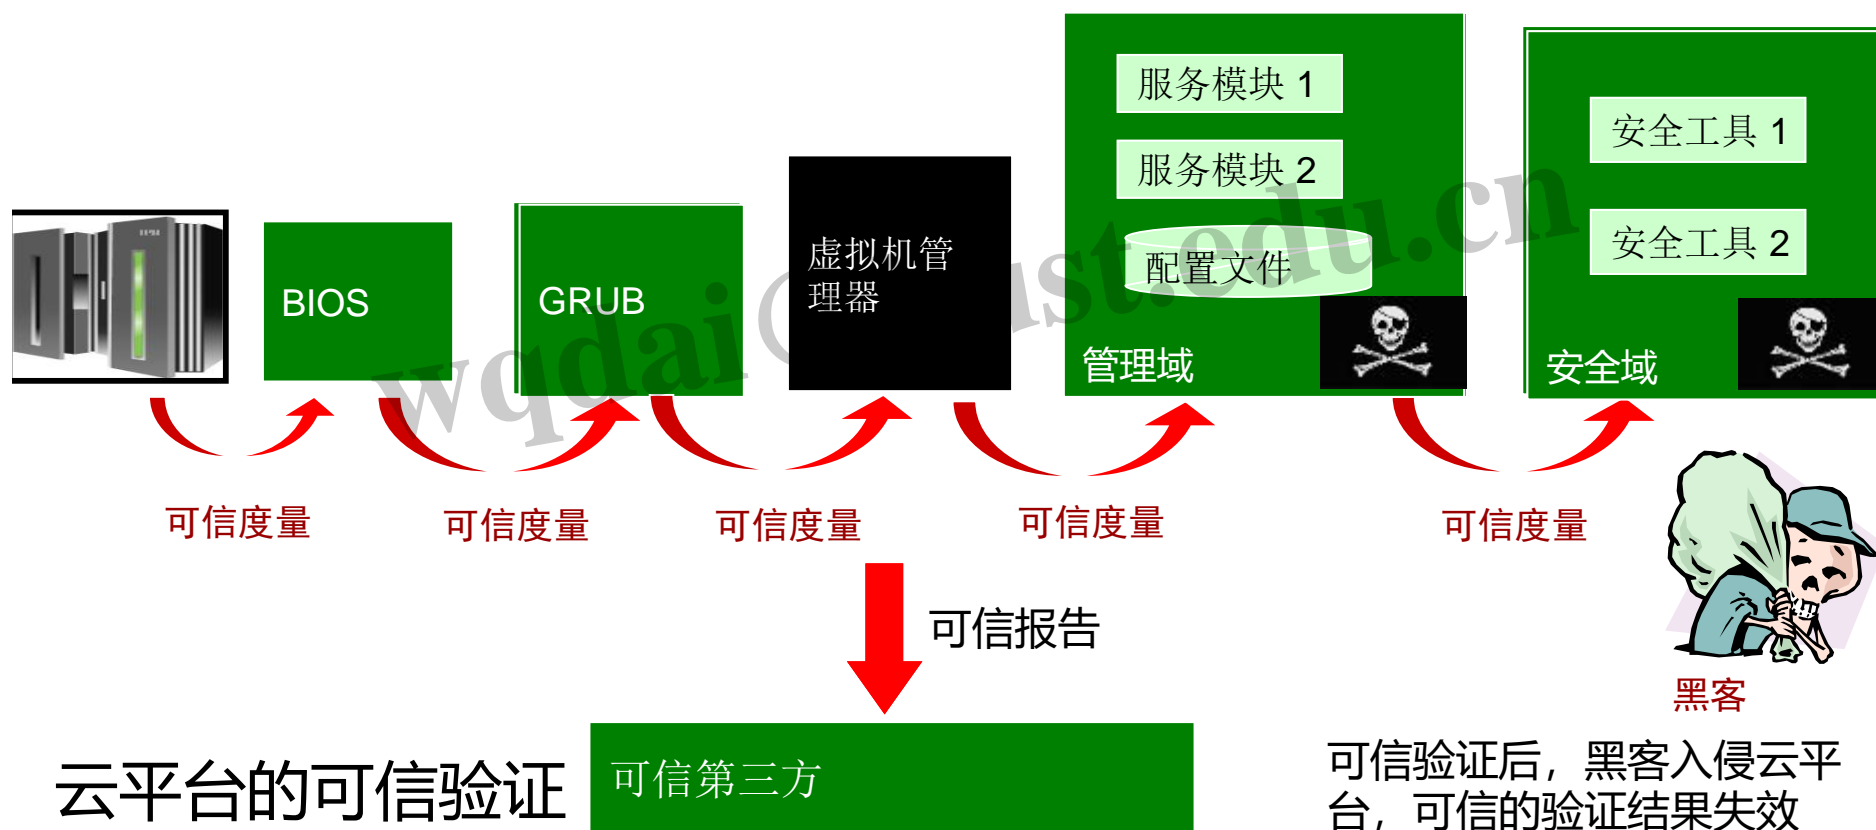 服务模块 1
服务模块 2
配置文件
管理域
安全工具 1
安全工具 2
安全域
BIOS
GRUB
虚拟机管
理器
可信度量
可信度量
可信度量
可信度量
可信度量
可信报告
黑客
云平台的可信验证
可信第三方
可信验证后，黑客入侵云平
台，可信的验证结果失效